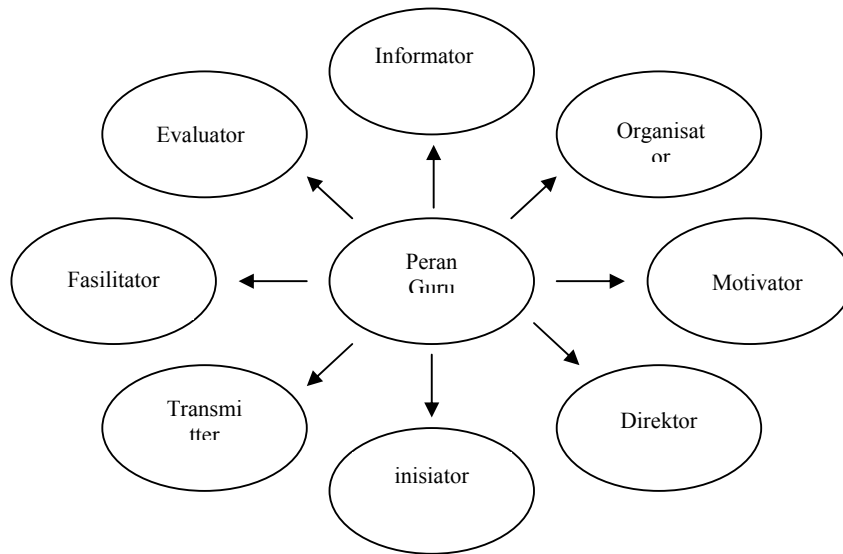 Informator
Evaluator
Organisat
or
Fasilitator
Peran
Guru
Motivator
Transmi
tter
Direktor
inisiator